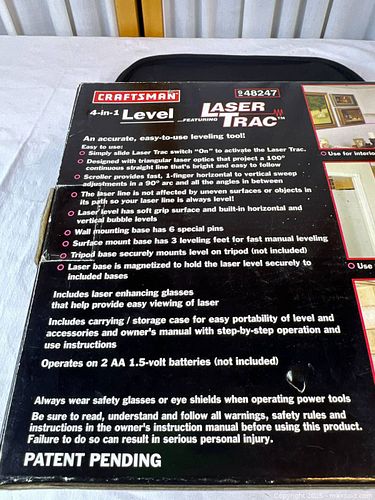 CRAFTSMAN
9 48247
4-in-1 Level ...FEATURING LASER TRAC™
An accurate, easy-to-use leveling tool!
Easy to use:
Simply slide Laser Trac switch "On" to activate the Laser Trac.
Designed with triangular laser optics that project a 100°
continuous straight line that's bright and easy to follow
Scroller provides fast, 1-finger horizontal to vertical sweep
adjustments in a 90° arc and all the angles in between
The laser line is not affected by uneven surfaces or objects in
its path so your laser line is always level!
Laser level has soft grip surface and built-in horizontal and
vertical bubble levels
Wall mounting base has 6 special pins
Surface mount base has 3 leveling feet for fast manual leveling
Tripod base securely mounts level on tripod (not included)
Laser base is magnetized to hold the laser level securely to
included bases
Includes laser enhancing glasses
that help provide easy viewing of laser
Includes carrying / storage case for easy portability of level and
accessories and owner's manual with step-by-step operation and
use instructions
Operates on 2 AA 1.5-volt batteries (not included)
Always wear safety glasses or eye shields when operating power tools
Be sure to read, understand and follow all warnings, safety rules and
instructions in the owner's instruction manual before using this product.
Failure to do so can result in serious personal injury.
PATENT PENDING
Use for interio
Use